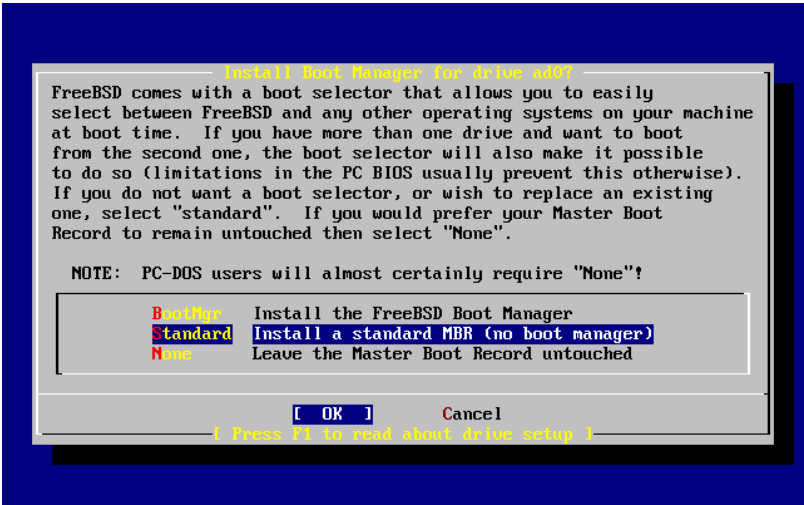 Install Boot Manager for drive ad0?
FreeBSD comes with a boot selector that allows you to easily
select between FreeBSD and any other operating systems on your machine
at boot time.  If you have more than one drive and want to boot
from the second one, the boot selector will also make it possible
to do so (limitations in the PC BIOS usually prevent this otherwise).
If you do not want a boot selector, or wish to replace an existing
one, select "standard".  If you would prefer your Master Boot
Record to remain untouched then select "None".
NOTE:  PC-DOS users will almost certainly require "None"!
BootMgr   Install the FreeBSD Boot Manager
Standard  Install a standard MBR (no boot manager)
None      Leave the Master Boot Record untouched
[  OK  ]       Cancel
[ Press F1 to read about drive setup ]